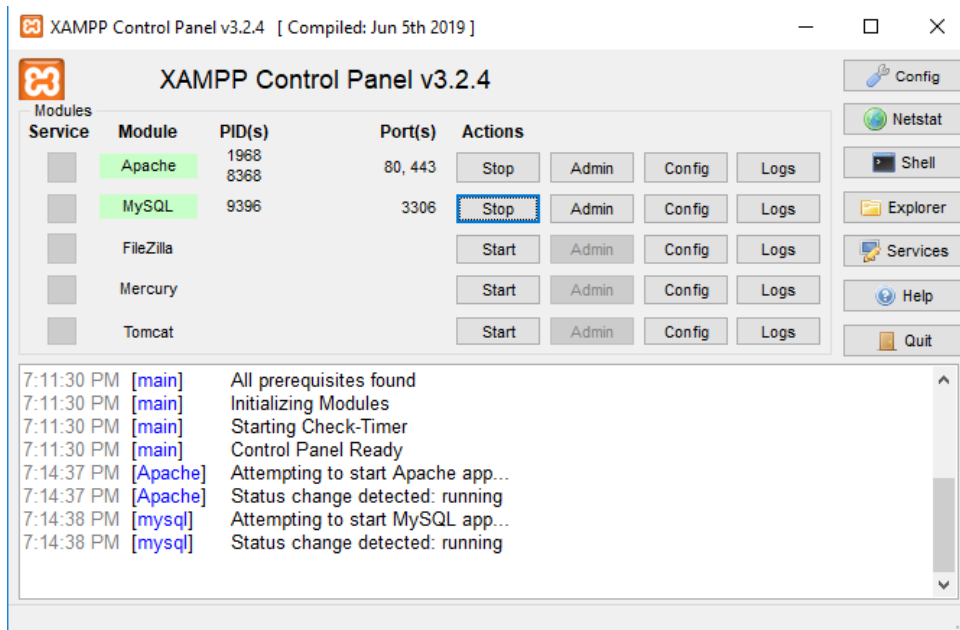 XAMPP Control Panel v3.2.4 [ Compiled: Jun 5th 2019 ]
XAMPP Control Panel v3.2.4
Config
Modules
Netstat
Service Module PID(s) Port(s) Actions
Apache 1968 8368 80, 443 Stop Admin Config Logs
Shell
MySQL 9396 3306 Stop Admin Config Logs
Explorer
FileZilla Start Admin Config Logs
Services
Mercury Start Admin Config Logs
Help
Tomcat Start Admin Config Logs
Quit
7:11:30 PM [main] All prerequisites found
7:11:30 PM [main] Initializing Modules
7:11:30 PM [main] Starting Check-Timer
7:11:30 PM [main] Control Panel Ready
7:14:37 PM [Apache] Attempting to start Apache app...
7:14:37 PM [Apache] Status change detected: running
7:14:38 PM [mysql] Attempting to start MySQL app...
7:14:38 PM [mysql] Status change detected: running